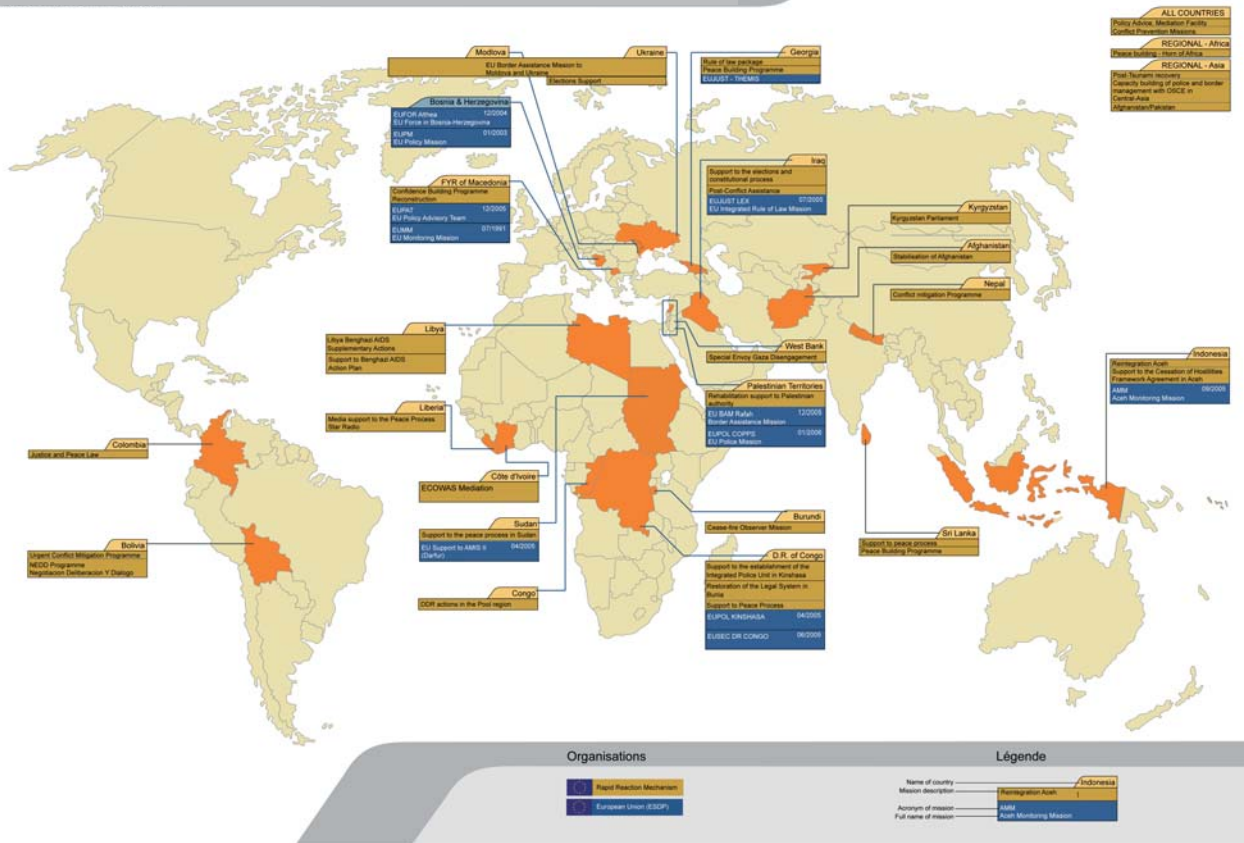 ALL COUNTRIES
Policy Advice, Mediation Facility
Conflict Prevention Missions
REGIONAL - Africa
Peace building - Horn of Africa
REGIONAL - Asia
Post-Tsunami recovery
Capacity building of police and border
management with OSCE in
Central-Asia
Afghanistan/Pakistan
Modlova
Ukraine
EU Border Assistance Mission to
Moldova and Ukraine
Elections Support
Georgia
Rule of law package
Peace Building Programme
EUJUST - THEMIS
Bosnia & Herzegovina
EUFOR Althea 12/2004
EU Force in Bosnia-Herzegovina
EUPM 01/2003
EU Policy Mission
FYR of Macedonia
Confidence Building Programme
Reconstruction
EUPAT 12/2005
EU Policy Advisory Team
EUMM 07/1991
EU Monitoring Mission
Iraq
Support to the elections and
constitutional process
Post-Conflict Assistance
EUJUST LEX 07/2005
EU Integrated Rule of Law Mission
Kyrgyzstan
Kyrgyzstan Parliament
Afghanistan
Stabilisation of Afghanistan
Nepal
Conflict mitigation Programme
Libya
Libya Benghazi AIDS
Supplementary Actions
Support to Benghazi AIDS
Action Plan
West Bank
Special Envoy Gaza Disengagement
Indonesia
Reintegration Aceh
Support to the Cessation of Hostilities
Framework Agreement in Aceh
AMM 09/2005
Aceh Monitoring Mission
Palestinian Territories
Rehabilitation support to Palestinian
authority
EU BAM Rafah 12/2005
Border Assistance Mission
EUPOL COPPS 01/2006
EU Police Mission
Liberia
Media support to the Peace Process
Star Radio
Colombia
Justice and Peace Law
Côte d'Ivoire
ECOWAS Mediation
Burundi
Cease-fire Observer Mission
Sudan
Support to the peace process in Sudan
EU Support to AMIS II 04/2005
(Darfur)
Sri Lanka
Support to peace process
Peace Building Programme
Bolivia
Urgent Conflict Mitigation Programme
NEDD Programme
Negotiacion Deliberacion Y Dialogo
D.R. of Congo
Support to the establishment of the
Integrated Police Unit in Kinshasa
Restoration of the Legal System in
Bunia
Support to Peace Process
EUPOL KINSHASA 04/2005
EUSEC DR CONGO 06/2005
Congo
DDR actions in the Pool region
Organisations
Rapid Reaction Mechanism
European Union (ESDP)
Légende
Name of country
Indonesia
Mission description
Reintegration Aceh
Acronym of mission
AMM
Full name of mission
Aceh Monitoring Mission